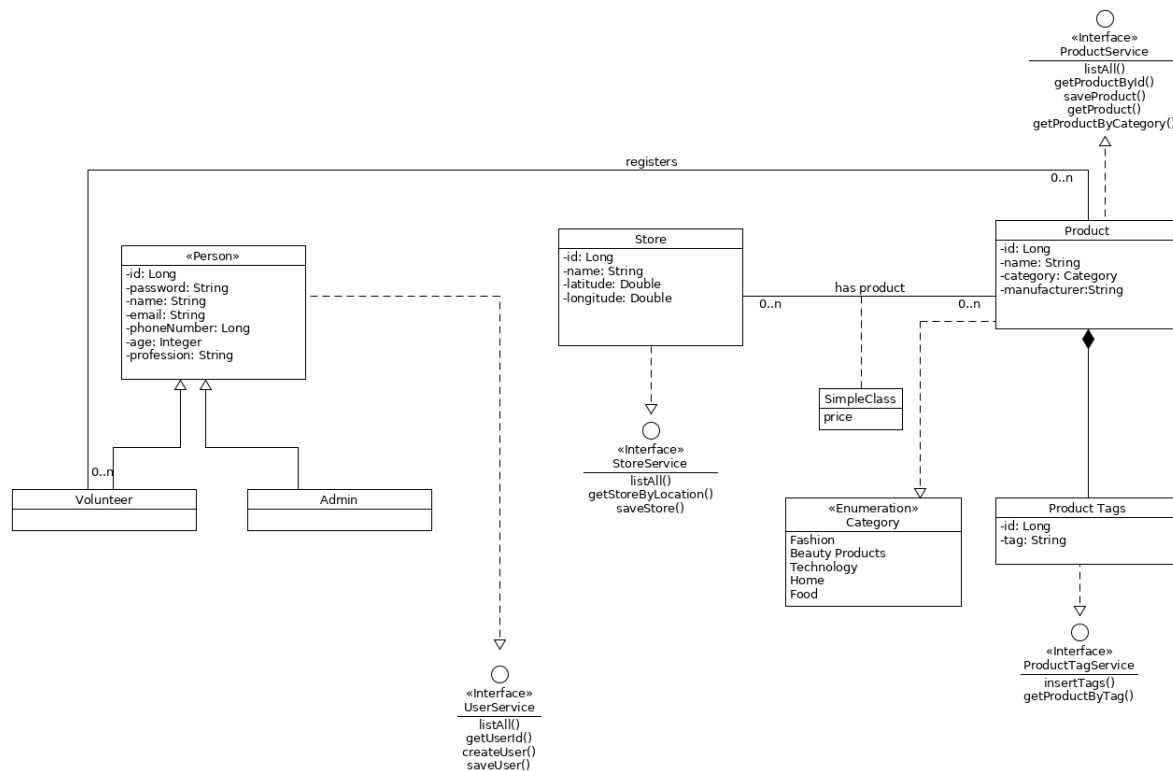 «Interface»
ProductService
listAll()
getProductById()
saveProduct()
getProduct()
getProductByCategory()
registers
0..n
Product
-id: Long
-name: String
-category: Category
-manufacturer:String
Store
-id: Long
-name: String
-latitude: Double
-longitude: Double
«Person»
-id: Long
-password: String
-name: String
-email: String
-phoneNumber: Long
-age: Integer
-profession: String
has product
0..n
0..n
SimpleClass
price
«Interface»
StoreService
listAll()
getStoreByLocation()
saveStore()
0..n
Volunteer
Admin
«Enumeration»
Category
Fashion
Beauty Products
Technology
Home
Food
Product Tags
-id: Long
-tag: String
«Interface»
ProductTagService
insertTags()
getProductByTag()
«Interface»
UserService
listAll()
getUserId()
createUser()
saveUser()